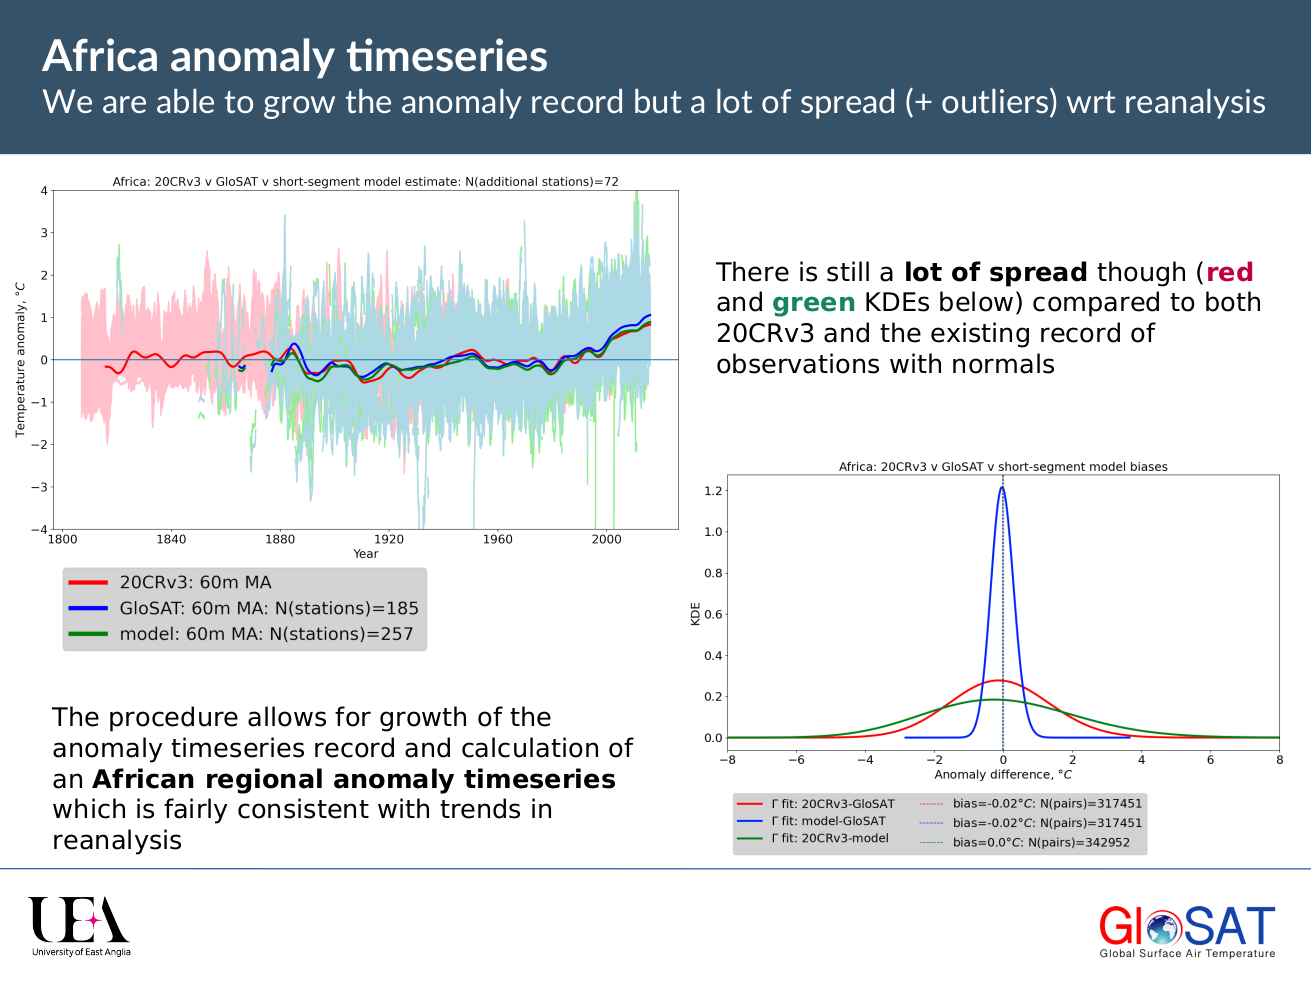 Africa anomaly timeseries
We are able to grow the anomaly record but a lot of spread (+ outliers) wrt reanalysis
Africa: 20CRv3 v GloSAT v short-segment model estimate: N(additional stations)=72
Temperature anomaly, °C
4
3
2
1
0
−1
−2
−3
−4
1800
1840
1880
1920
1960
2000
Year
20CRv3: 60m MA
GloSAT: 60m MA: N(stations)=185
model: 60m MA: N(stations)=257
The procedure allows for growth of the
anomaly timeseries record and calculation of
an African regional anomaly timeseries
which is fairly consistent with trends in
reanalysis
There is still a lot of spread though (red
and green KDEs below) compared to both
20CRv3 and the existing record of
observations with normals
Africa: 20CRv3 v GloSAT v short-segment model biases
KDE
1.2
1.0
0.8
0.6
0.4
0.2
0.0
−8
−6
−4
−2
0
2
4
6
8
Anomaly difference, °C
Γ fit: 20CRv3-GloSAT
Γ fit: model-GloSAT
Γ fit: 20CRv3-model
bias=-0.02°C: N(pairs)=317451
bias=-0.02°C: N(pairs)=317451
bias=0.0°C: N(pairs)=342952
UEA
University of East Anglia
GloSAT
Global Surface Air Temperature